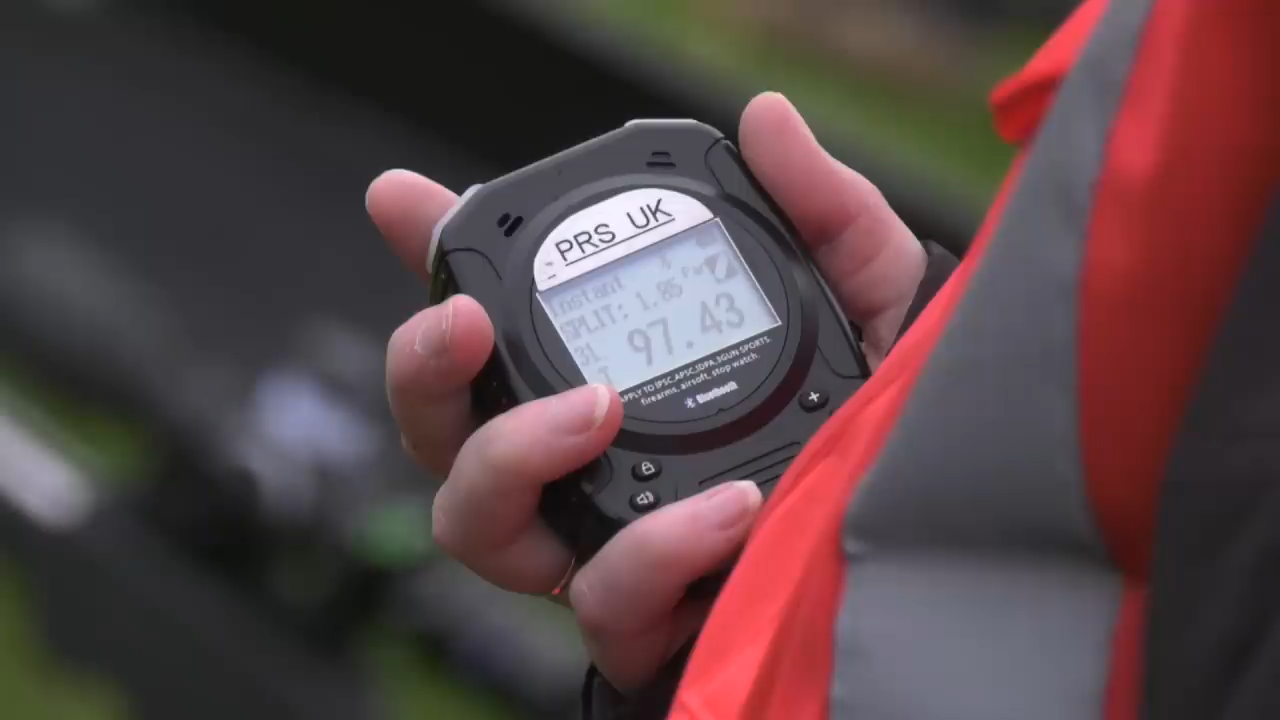 PRS UK
Instant
SPLIT: 1.85
31 97.43
APPLY TO IPSC,APSC,IDPA,3GUN SPORTS.
firearms, airsoft, stop watch.
Bluetooth
+